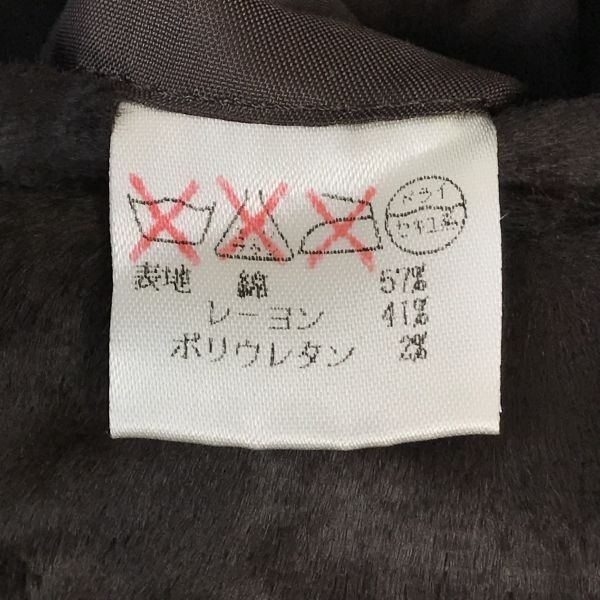 ドライ
セキユ系
表地 綿 57%
レーヨン 41%
ポリウレタン 2%